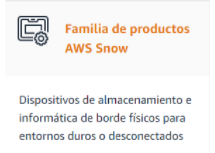 Familia de productos
AWS Snow
Dispositivos de almacenamiento e
informática de borde físicos para
entornos duros o desconectados